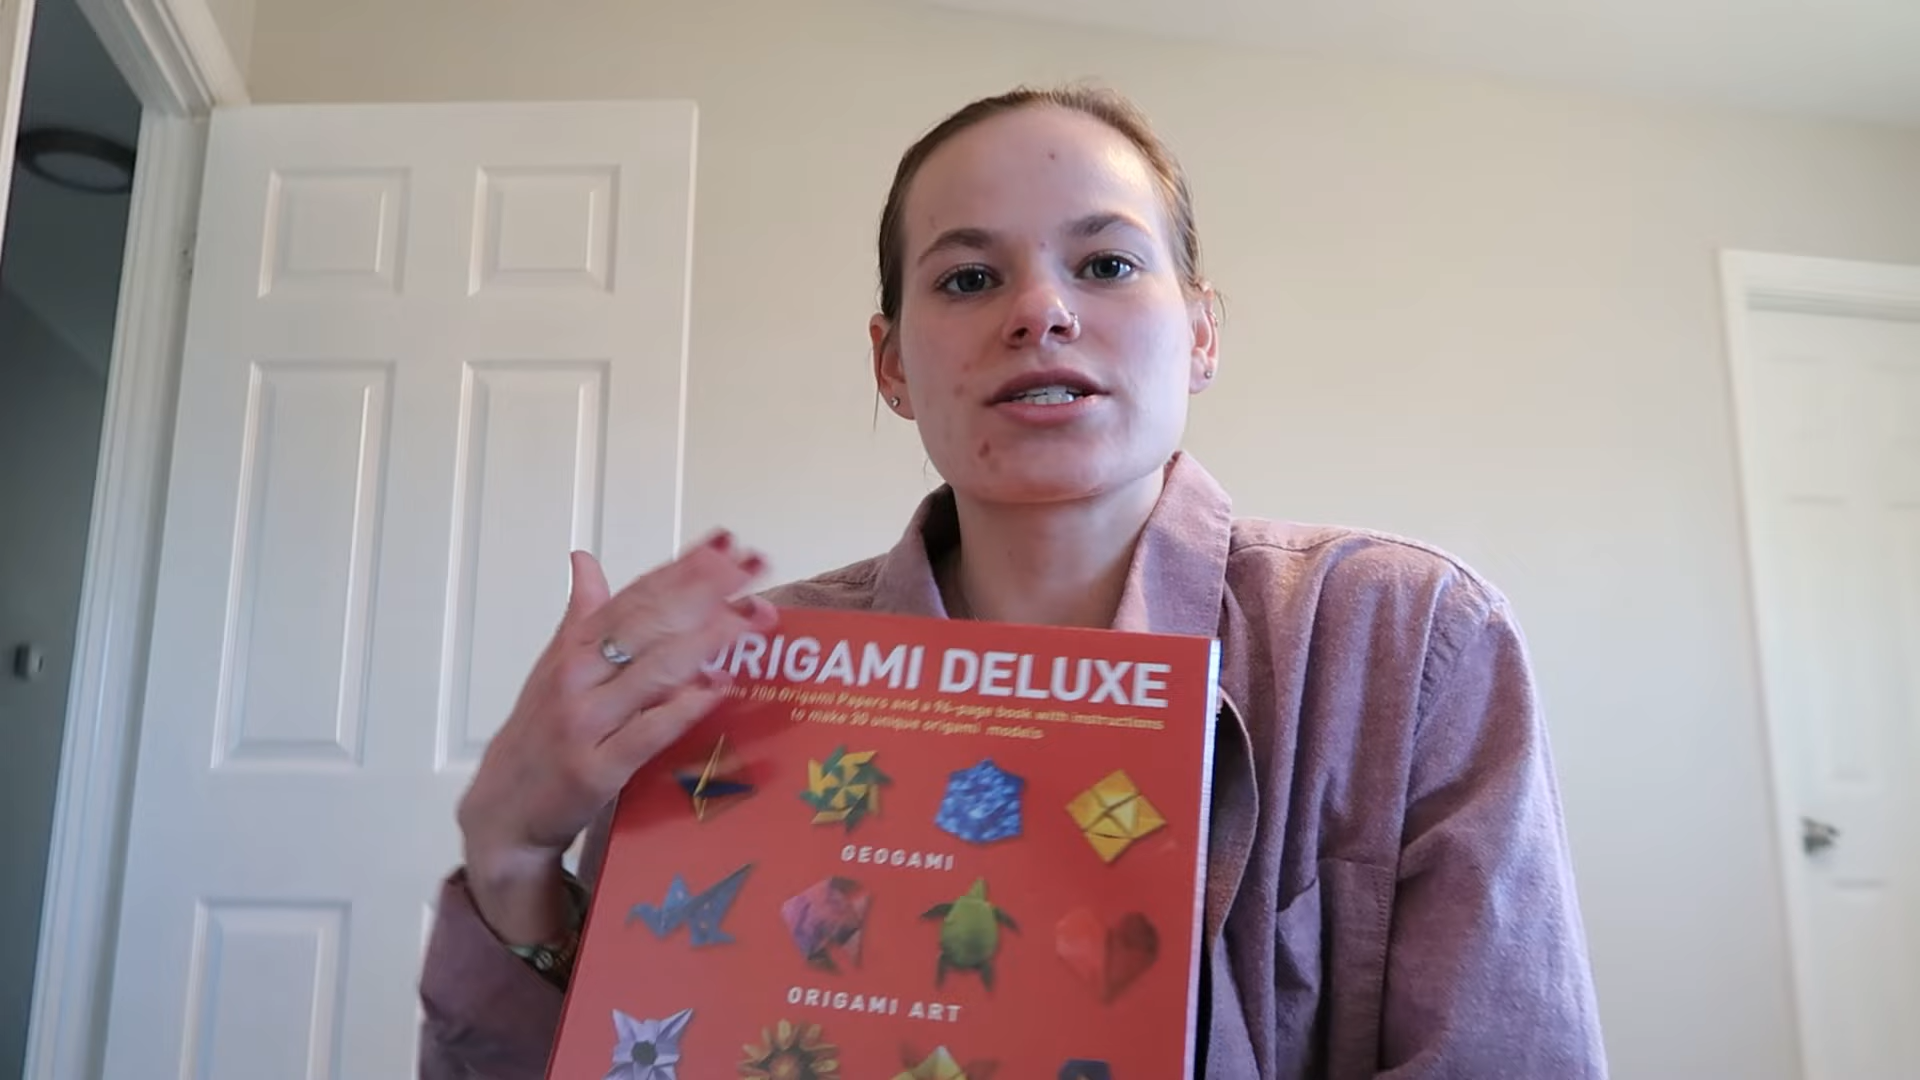 ORIGAMI DELUXE
200 Origami Papers and a 96-page book with instructions
to make 30 unique origami models
GEOGAMI
ORIGAMI ART